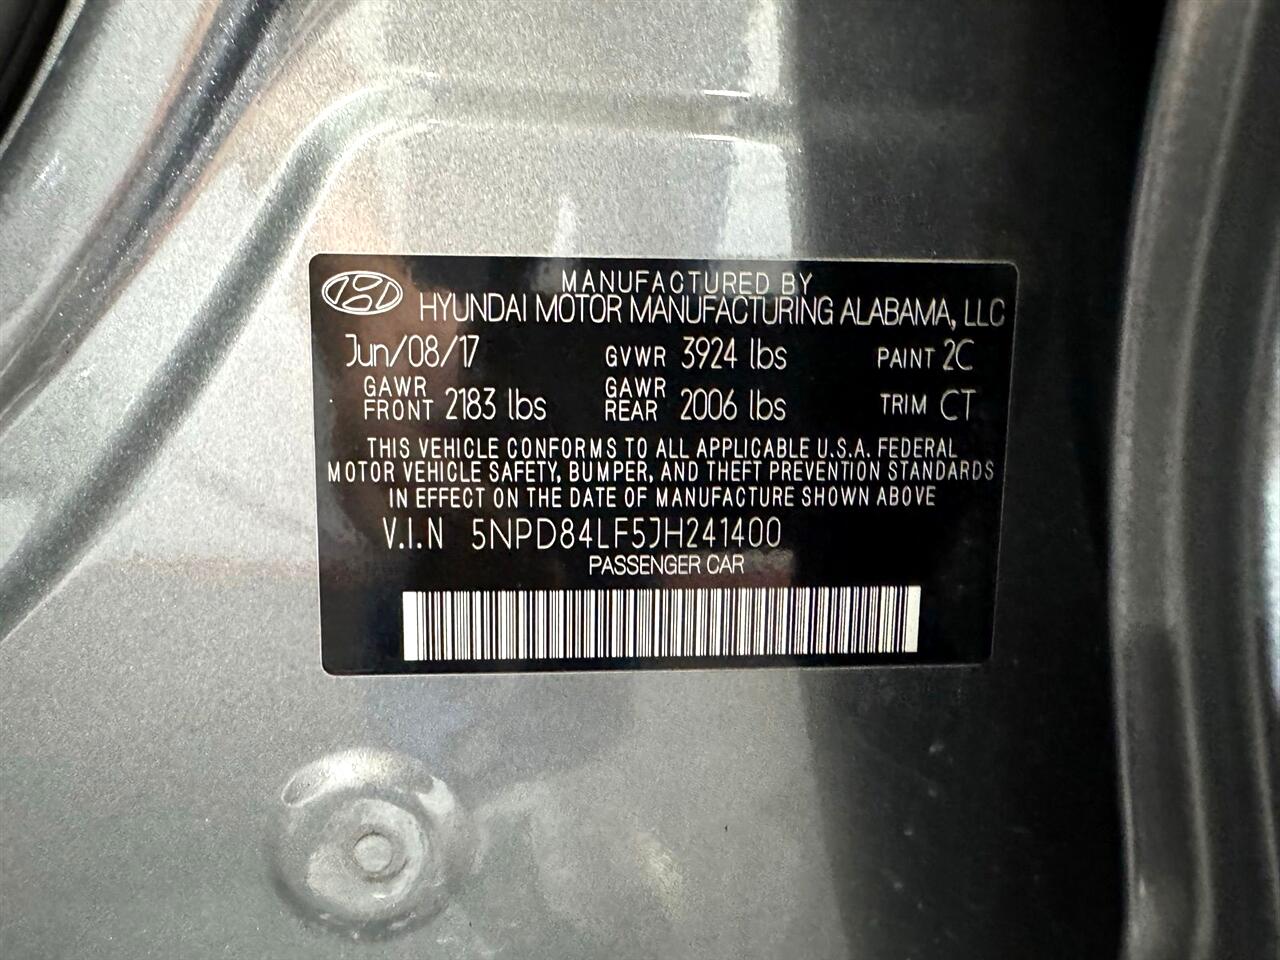 MANUFACTURED BY
HYUNDAI MOTOR MANUFACTURING ALABAMA, LLC
Jun/08/17 GVWR 3924 lbs PAINT 2C
GAWR FRONT 2183 lbs GAWR REAR 2006 lbs TRIM CT
THIS VEHICLE CONFORMS TO ALL APPLICABLE U.S.A. FEDERAL
MOTOR VEHICLE SAFETY, BUMPER, AND THEFT PREVENTION STANDARDS
IN EFFECT ON THE DATE OF MANUFACTURE SHOWN ABOVE
V.I.N 5NPD84LF5JH241400
PASSENGER CAR